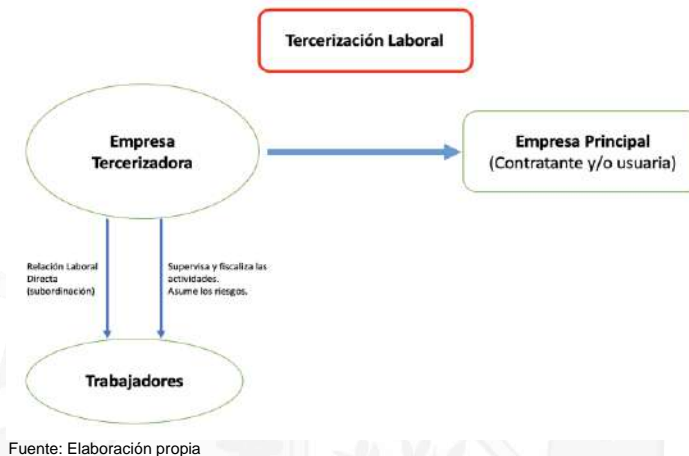 Tercerización Laboral
Empresa
Tercerizadora
Empresa Principal
(Contratante y/o usuaria)
Relación Laboral
Directa
(subordinación)
Supervisa y fiscaliza las
actividades.
Asume los riesgos.
Trabajadores
Fuente: Elaboración propia